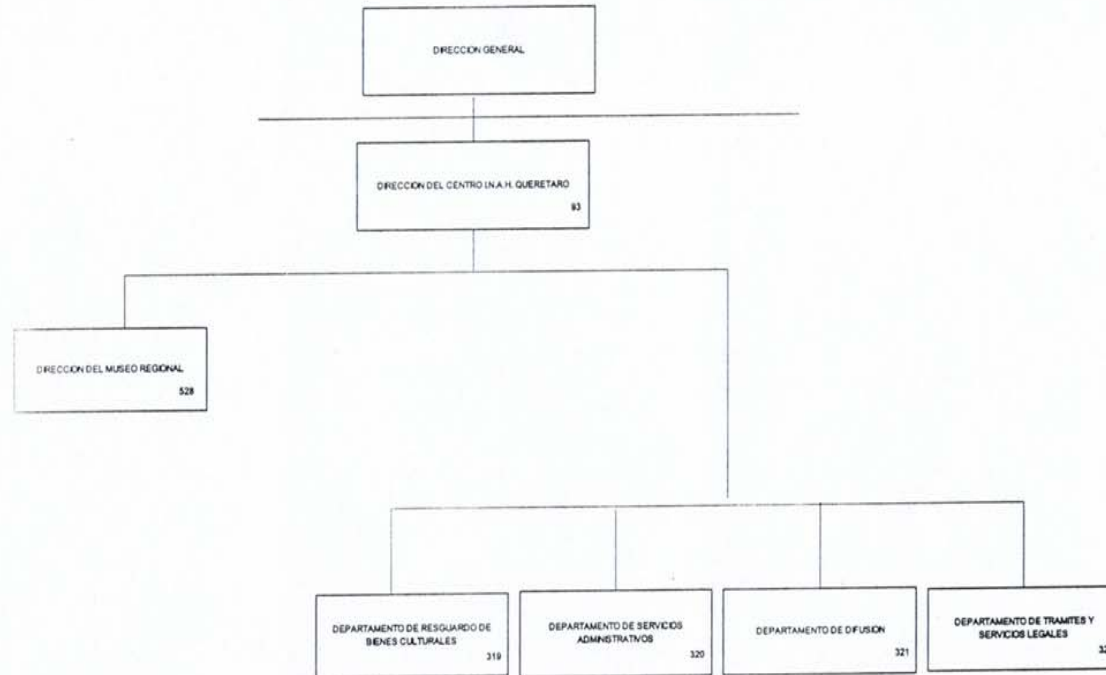 DIRECCION GENERAL
DIRECCION DEL CENTRO I.N.A.H. QUERETARO
93
DIRECCION DEL MUSEO REGIONAL
528
DEPARTAMENTO DE RESGUARDO DE
BIENES CULTURALES
319
DEPARTAMENTO DE SERVICIOS
ADMINISTRATIVOS
320
DEPARTAMENTO DE DIFUSION
321
DEPARTAMENTO DE TRAMITES Y
SERVICIOS LEGALES